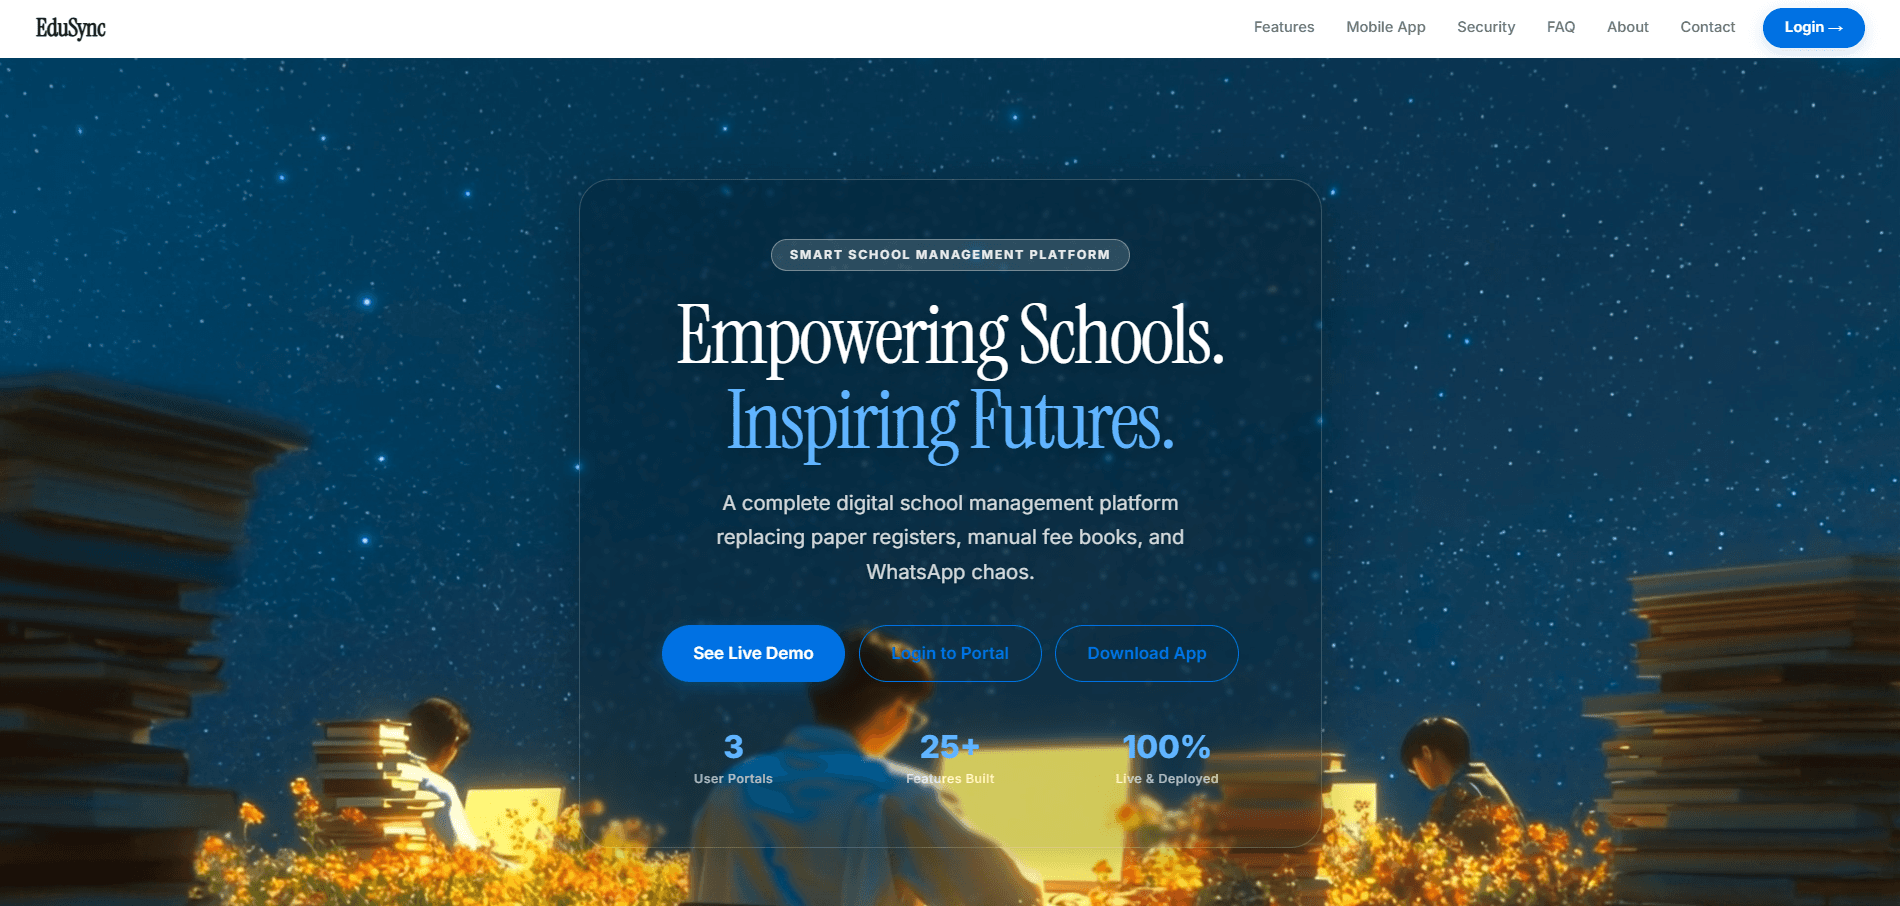 EduSync
Features Mobile App Security FAQ About Contact Login →
SMART SCHOOL MANAGEMENT PLATFORM
Empowering Schools.
Inspiring Futures.
A complete digital school management platform
replacing paper registers, manual fee books, and
WhatsApp chaos.
See Live Demo Login to Portal Download App
3 25+ 100%
User Portals Features Built Live & Deployed